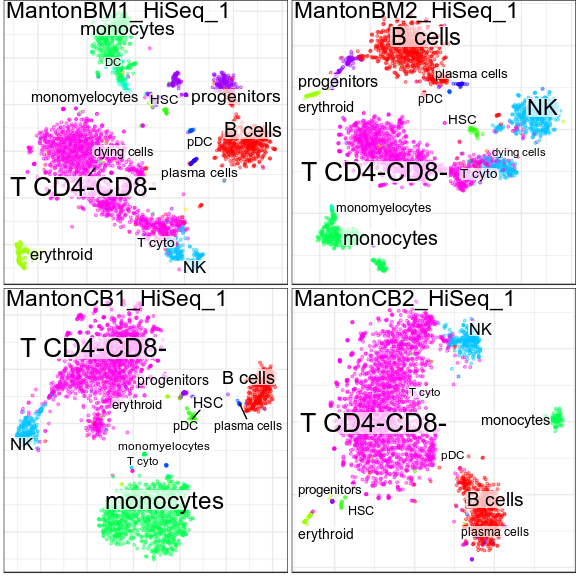 MantonBM1_HiSeq_1
monocytes
DC
monomyelocytes
HSC
progenitors
pDC
B cells
dying cells
plasma cells
T CD4-CD8-
T cyto
erythroid
NK
MantonBM2_HiSeq_1
B cells
progenitors
plasma cells
pDC
erythroid
NK
HSC
dying cells
T CD4-CD8-
T cyto
monomyelocytes
monocytes
MantonCB1_HiSeq_1
T CD4-CD8-
progenitors
B cells
erythroid
HSC
pDC
plasma cells
NK
monomyelocytes
T cyto
monocytes
MantonCB2_HiSeq_1
NK
T cyto
T CD4-CD8-
monocytes
pDC
progenitors
B cells
HSC
erythroid
plasma cells